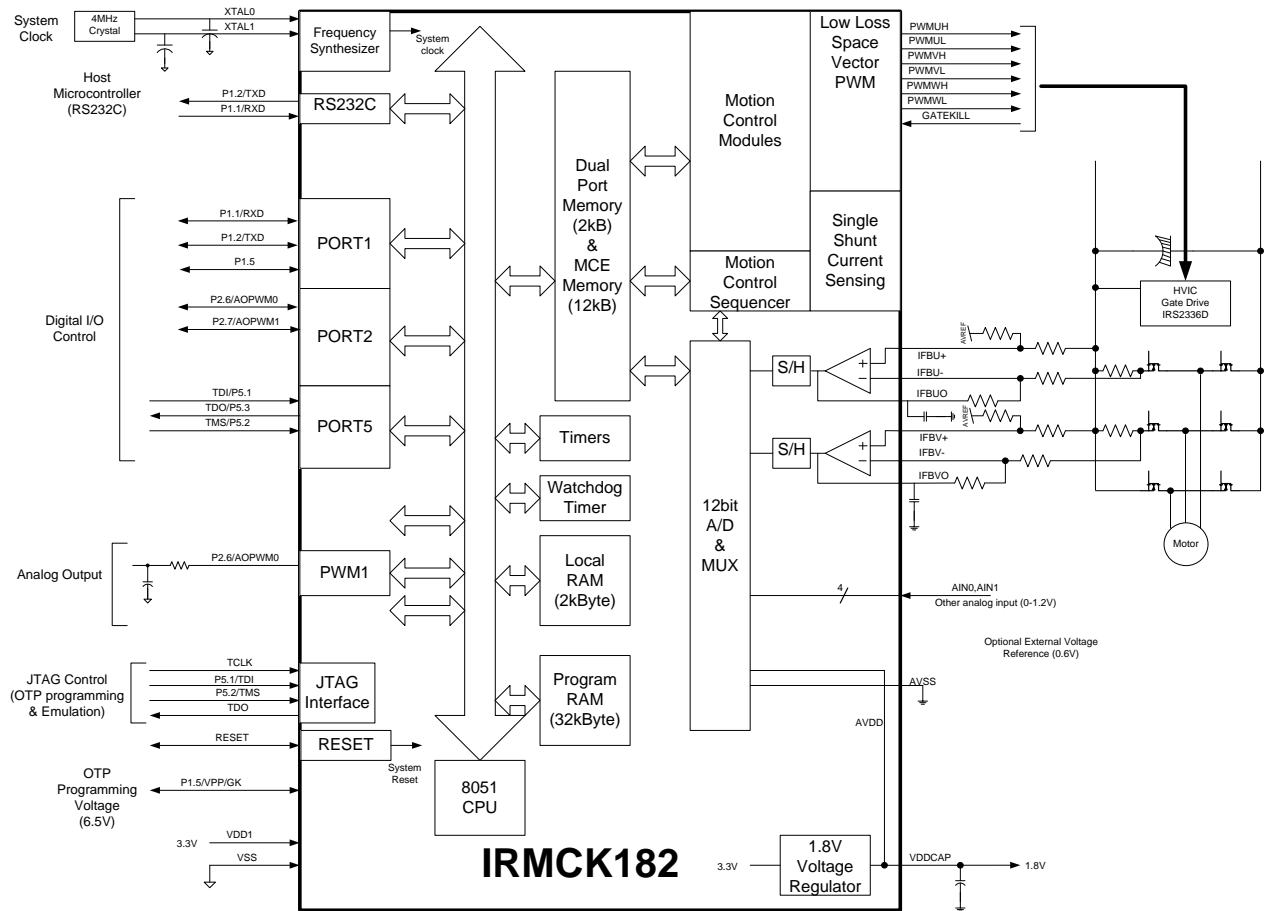 System
Clock
4MHz
Crystal
XTAL0
XTAL1
Frequency
Synthesizer
System
clock
Host
Microcontroller
(RS232C)
P1.2/TXD
P1.1/RXD
RS232C
Digital I/O
Control
P1.1/RXD
P1.2/TXD
P1.5
PORT1
P2.6/AOPWM0
P2.7/AOPWM1
PORT2
TDI/P5.1
TDO/P5.3
TMS/P5.2
PORT5
Analog Output
P2.6/AOPWM0
PWM1
JTAG Control
(OTP programming
& Emulation)
TCLK
P5.1/TDI
P5.2/TMS
TDO
JTAG
Interface
RESET
RESET
System
Reset
OTP
Programming
Voltage
(6.5V)
P1.5/VPP/GK
3.3V
VDD1
VSS
8051
CPU
Dual
Port
Memory
(2kB)
&
MCE
Memory
(12kB)
Timers
Watchdog
Timer
Local
RAM
(2kByte)
Program
RAM
(32kByte)
Motion
Control
Modules
Motion
Control
Sequencer
Low Loss
Space
Vector
PWM
Single
Shunt
Current
Sensing
12bit
A/D
&
MUX
S/H
S/H
+
−
+
−
PWMUH
PWMUL
PWMVH
PWMVL
PWMWH
PWMWL
GATEKILL
HVIC
Gate Drive
IRS2336D
AVREF
IFBU+
IFBU-
IFBUO
AVREF
IFBV+
IFBV-
IFBVO
Motor
4
AIN0,AIN1
Other analog input (0-1.2V)
Optional External Voltage
Reference (0.6V)
AVSS
AVDD
IRMCK182
3.3V
1.8V
Voltage
Regulator
VDDCAP
1.8V